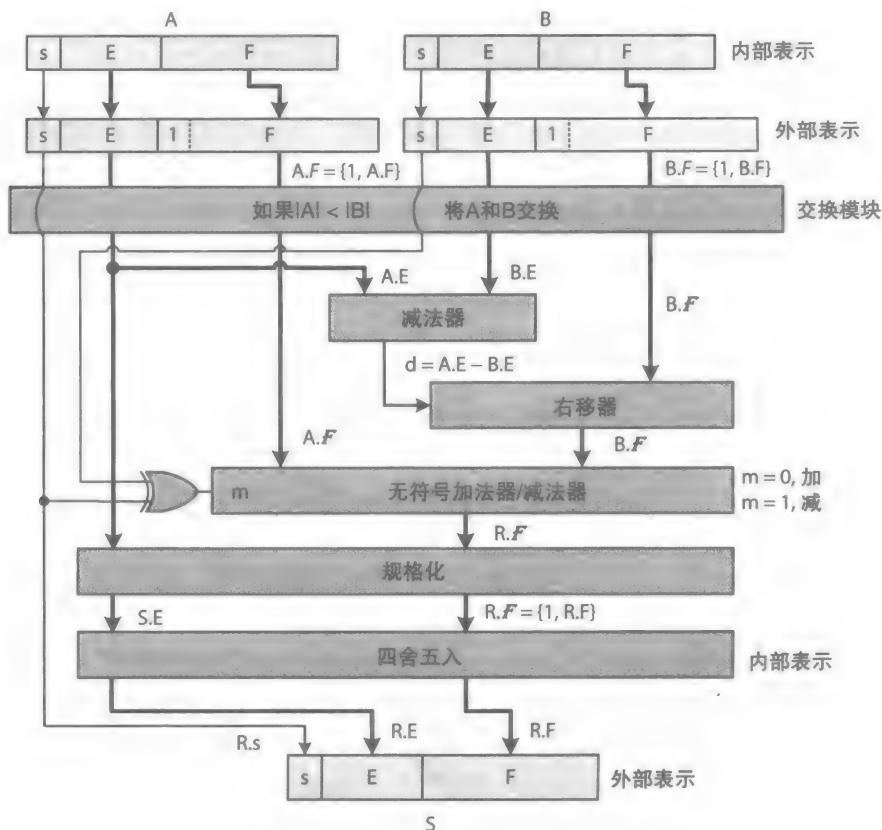 A B
s E F s E F 内部表示
s E 1 F s E 1 F 外部表示
A.F = {1, A.F} B.F = {1, B.F}
如果|A| < |B| 将A和B交换 交换模块
A.E B.E
减法器 B.F
d = A.E − B.E
右移器
A.F B.F
m 无符号加法器/减法器 m = 0, 加
m = 1, 减
R.F
规格化
S.E R.F = {1, R.F}
四舍五入 内部表示
R.s R.E R.F
s E F 外部表示
S